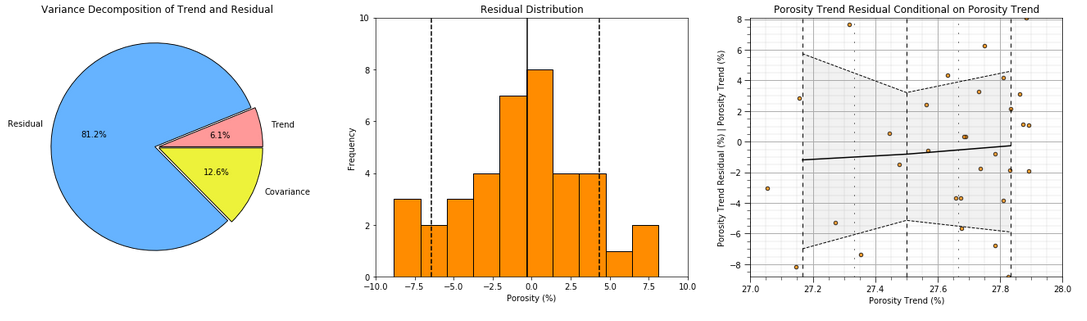 Variance Decomposition of Trend and Residual
Residual
81.2%
6.1%
Trend
12.6%
Covariance
Residual Distribution
Frequency
10
8
6
4
2
0
−10.0 −7.5 −5.0 −2.5 0.0 2.5 5.0 7.5 10.0
Porosity (%)
Porosity Trend Residual Conditional on Porosity Trend
Porosity Trend Residual (%) | Porosity Trend (%)
8
6
4
2
0
−2
−4
−6
−8
27.0 27.2 27.4 27.6 27.8 28.0
Porosity Trend (%)